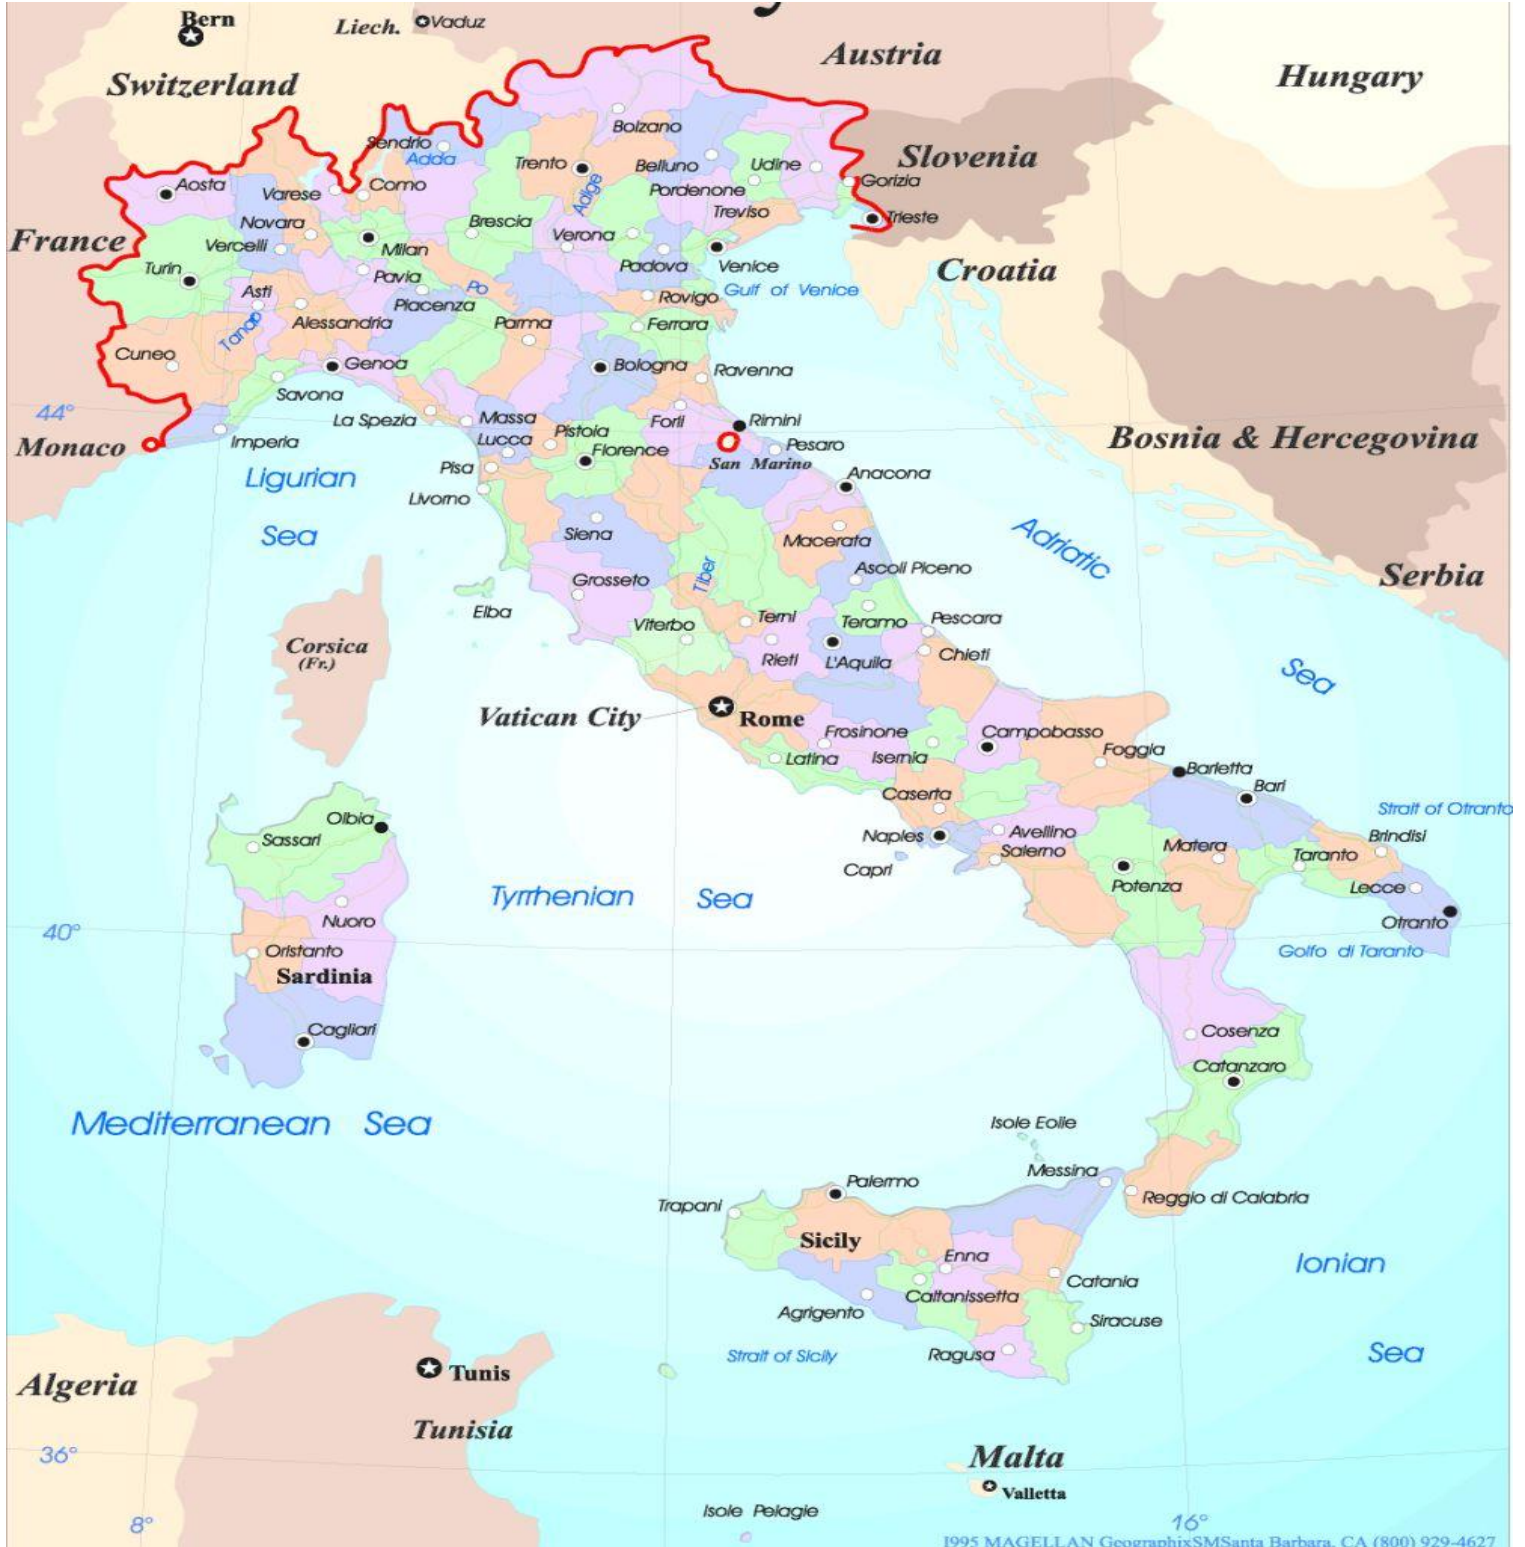 Bern
Liech.
Vaduz
Austria
Hungary
Switzerland
Bolzano
Sendrio
Adda
Trento
Belluno
Udine
Slovenia
Aosta
Varese
Como
Adige
Pordenone
Gorizia
Novara
Brescia
Treviso
Trieste
France
Vercelli
Milan
Verona
Padova
Venice
Croatia
Turin
Pavia
Asti
Po
Piacenza
Rovigo
Gulf of Venice
Tanap
Alessandria
Parma
Ferrara
Cuneo
Genoa
Bologna
Ravenna
Savona
44°
La Spezia
Massa
Forli
Rimini
Monaco
Imperia
Lucca
Pistoia
Florence
Pesaro
Bosnia & Hercegovina
Pisa
San Marino
Anacona
Ligurian
Sea
Livorno
Siena
Macerata
Adriatic
Sea
Ascoli Piceno
Serbia
Grosseto
Tiber
Elba
Viterbo
Terni
Teramo
Pescara
Corsica
(Fr.)
Rieti
L'Aquila
Chieti
Vatican City
Rome
Frosinone
Campobasso
Latina
Isernia
Foggia
Barletta
Bari
Caserta
Strait of Otranto
Olbia
Sassari
Naples
Avellino
Brindisi
Capri
Salerno
Matera
Taranto
Potenza
Lecce
Tyrrhenian Sea
Nuoro
Otranto
40°
Oristanto
Golfo di Taranto
Sardinia
Cagliari
Cosenza
Catanzaro
Mediterranean Sea
Isole Eolie
Messina
Palermo
Reggio di Calabria
Trapani
Sicily
Enna
Ionian
Sea
Catania
Caltanissetta
Agrigento
Siracuse
Strait of Sicily
Ragusa
Algeria
Tunis
Tunisia
36°
Malta
Valletta
Isole Pelagie
8°
16°
1995 MAGELLAN GeographixSMSanta Barbara, CA (800) 929-4627